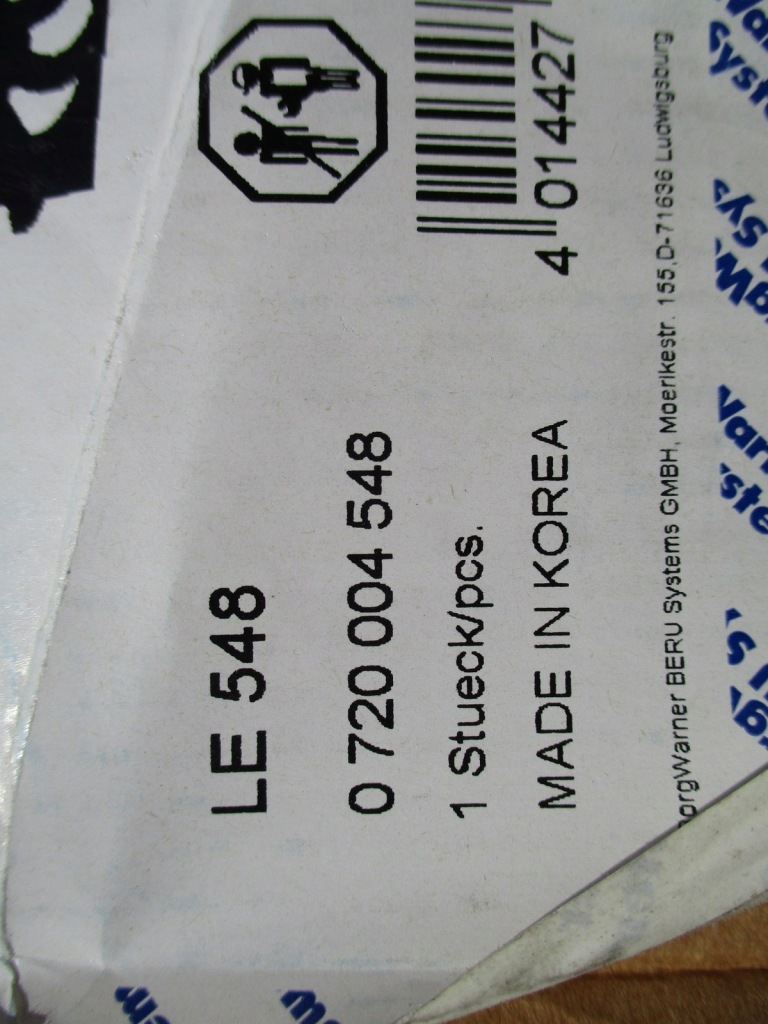 LE 548
0 720 004 548
1 Stueck/pcs.
MADE IN KOREA
4 014427
orgWarner BERU Systems GMBH, Moerikestr. 155,D-71636 Ludwigsburg